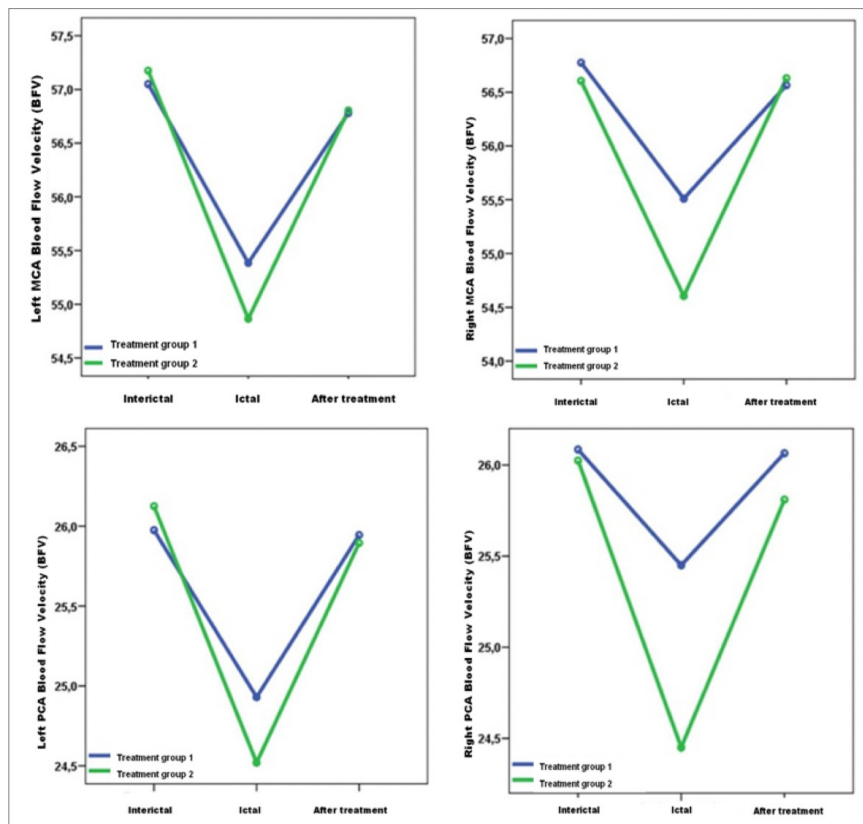 Left MCA Blood Flow Velocity (BFV)
57,5
57,0
56,5
56,0
55,5
55,0
54,5
Treatment group 1
Treatment group 2
Interictal Ictal After treatment
Right MCA Blood Flow Velocity (BFV)
57,0
56,5
56,0
55,5
55,0
54,5
54,0
Treatment group 1
Treatment group 2
Interictal Ictal After treatment
Left PCA Blood Flow Velocity (BFV)
26,5
26,0
25,5
25,0
24,5
Treatment group 1
Treatment group 2
Interictal Ictal After treatment
Right PCA Blood Flow Velocity (BFV)
26,0
25,5
25,0
24,5
Treatment group 1
Treatment group 2
Interictal Ictal After treatment